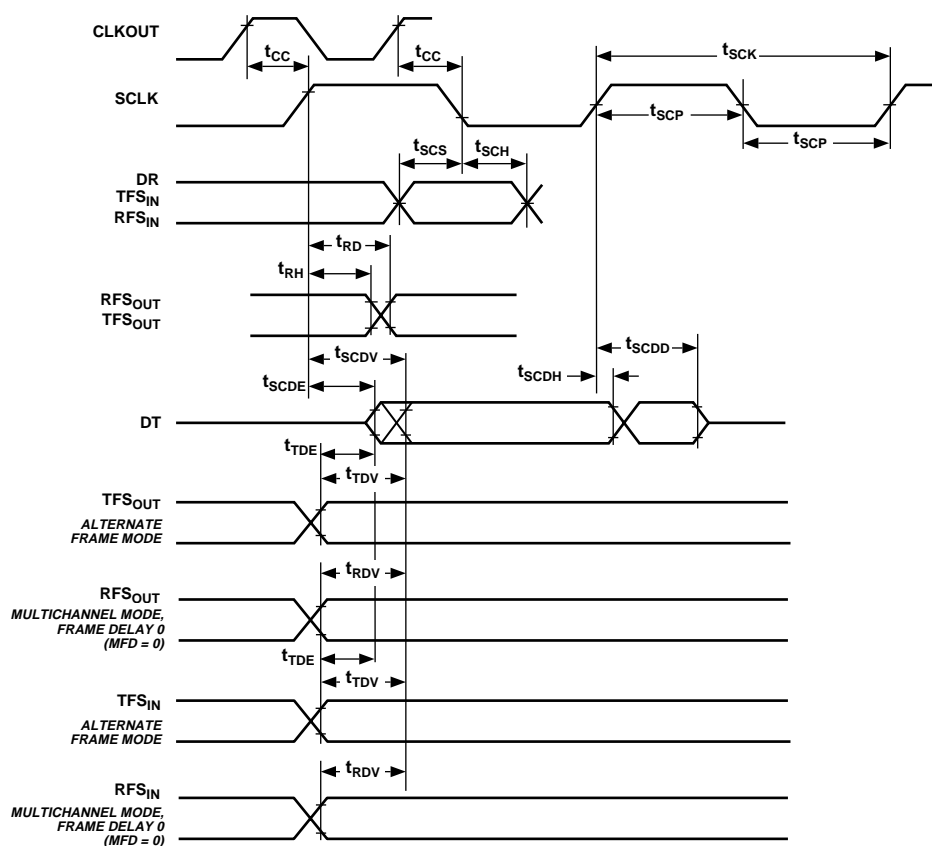 CLKOUT
tCC
tCC
tSCK
SCLK
tSCP
tSCP
tSCS
tSCH
DR
TFSIN
RFSIN
tRD
tRH
RFSOUT
TFSOUT
tSCDV
tSCDD
tSCDE
tSCDH
DT
tTDE
tTDV
TFSOUT
ALTERNATE
FRAME MODE
tRDV
RFSOUT
MULTICHANNEL MODE,
FRAME DELAY 0
(MFD = 0)
tTDE
tTDV
TFSIN
ALTERNATE
FRAME MODE
tRDV
RFSIN
MULTICHANNEL MODE,
FRAME DELAY 0
(MFD = 0)